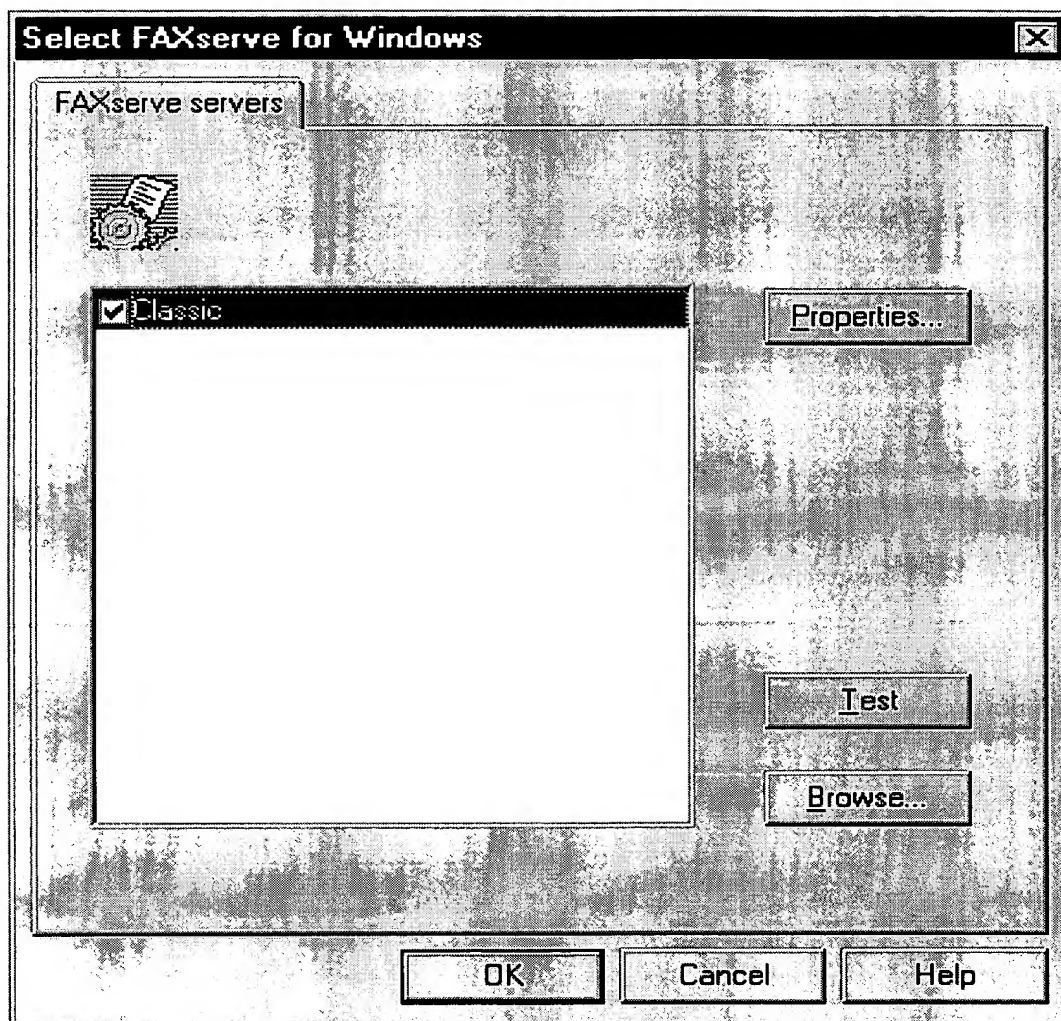 Select FAXserve for Windows
FAXserve servers
Classic
Properties...
Test
Browse...
OK
Cancel
Help